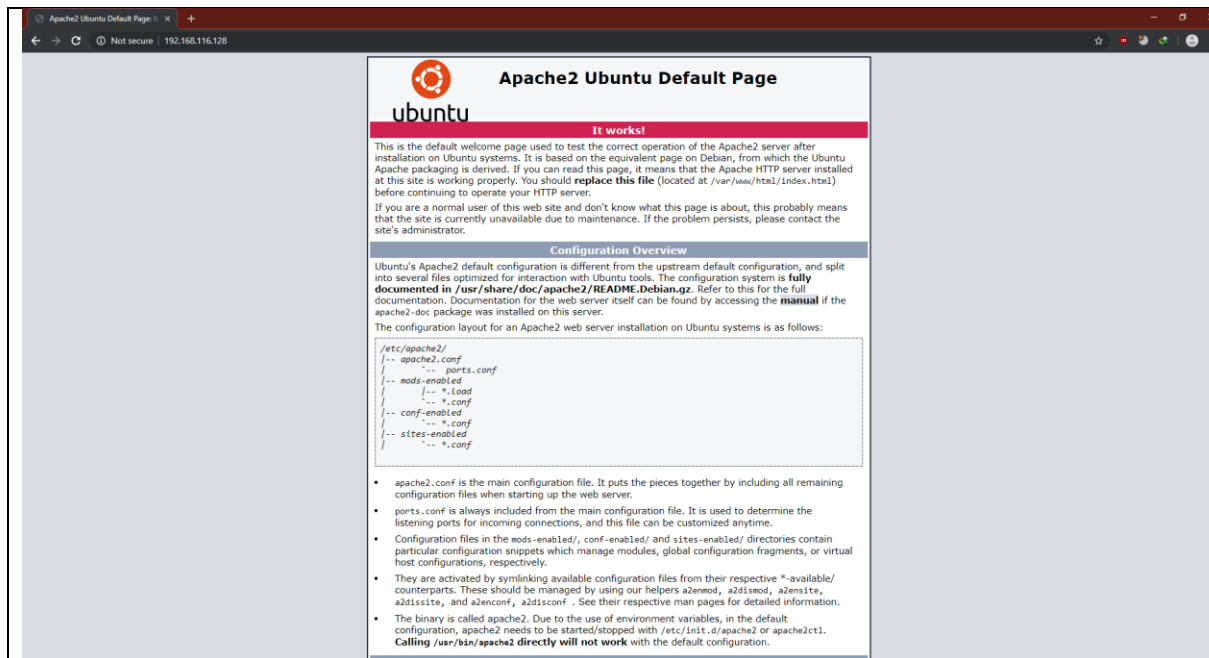 Apache2 Ubuntu Default Page: It
Not secure | 192.168.116.128
Apache2 Ubuntu Default Page
ubuntu
It works!
This is the default welcome page used to test the correct operation of the Apache2 server after
installation on Ubuntu systems. It is based on the equivalent page on Debian, from which the Ubuntu
Apache packaging is derived. If you can read this page, it means that the Apache HTTP server installed
at this site is working properly. You should replace this file (located at /var/www/html/index.html)
before continuing to operate your HTTP server.
If you are a normal user of this web site and don't know what this page is about, this probably means
that the site is currently unavailable due to maintenance. If the problem persists, please contact the
site's administrator.
Configuration Overview
Ubuntu's Apache2 default configuration is different from the upstream default configuration, and split
into several files optimized for interaction with Ubuntu tools. The configuration system is fully
documented in /usr/share/doc/apache2/README.Debian.gz. Refer to this for the full
documentation. Documentation for the web server itself can be found by accessing the manual if the
apache2-doc package was installed on this server.
The configuration layout for an Apache2 web server installation on Ubuntu systems is as follows:
/etc/apache2/
|-- apache2.conf
|       `--  ports.conf
|-- mods-enabled
|       |-- *.load
|       `-- *.conf
|-- conf-enabled
|       `-- *.conf
|-- sites-enabled
|       `-- *.conf
• apache2.conf is the main configuration file. It puts the pieces together by including all remaining
configuration files when starting up the web server.
• ports.conf is always included from the main configuration file. It is used to determine the
listening ports for incoming connections, and this file can be customized anytime.
• Configuration files in the mods-enabled/, conf-enabled/ and sites-enabled/ directories contain
particular configuration snippets which manage modules, global configuration fragments, or virtual
host configurations, respectively.
• They are activated by symlinking available configuration files from their respective *-available/
counterparts. These should be managed by using our helpers a2enmod, a2dismod, a2ensite,
a2dissite, and a2enconf, a2disconf . See their respective man pages for detailed information.
• The binary is called apache2. Due to the use of environment variables, in the default
configuration, apache2 needs to be started/stopped with /etc/init.d/apache2 or apache2ctl.
Calling /usr/bin/apache2 directly will not work with the default configuration.